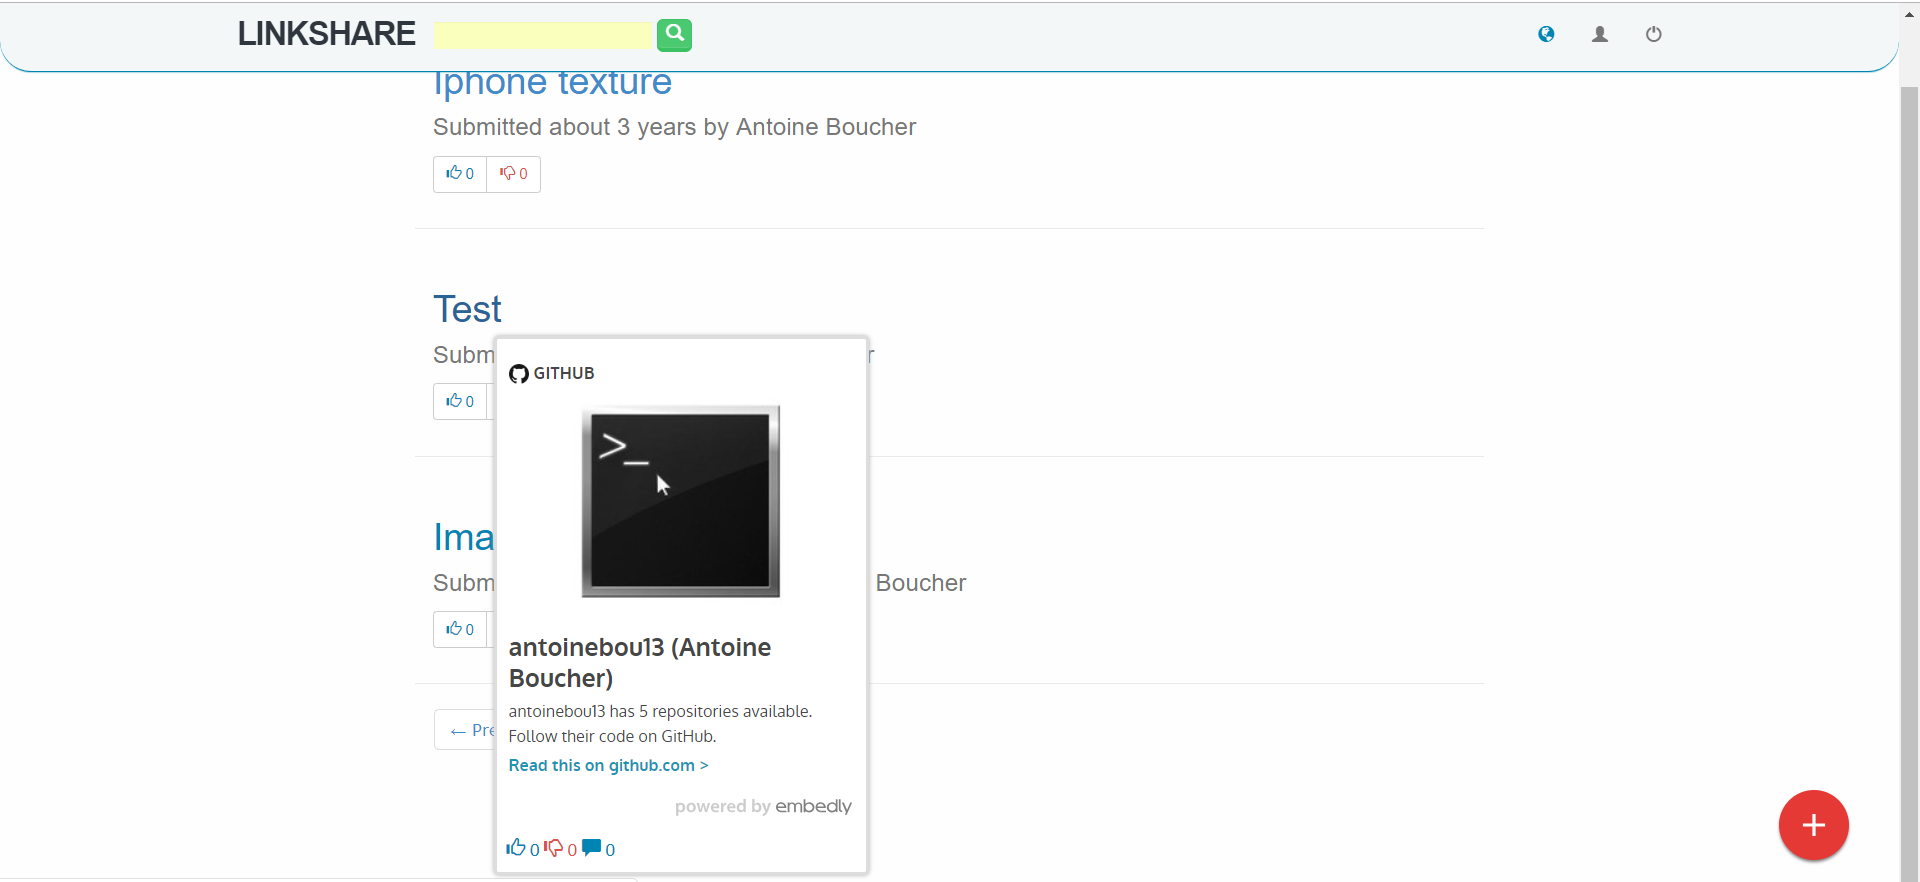 LINKSHARE
Iphone texture
Submitted about 3 years by Antoine Boucher
0 0
Test
Subm r
0
GITHUB
>_
Ima
Subm Boucher
0
antoinebou13 (Antoine
Boucher)
antoinebou13 has 5 repositories available.
Follow their code on GitHub.
← Pre
Read this on github.com >
powered by embedly
0 0 0
+